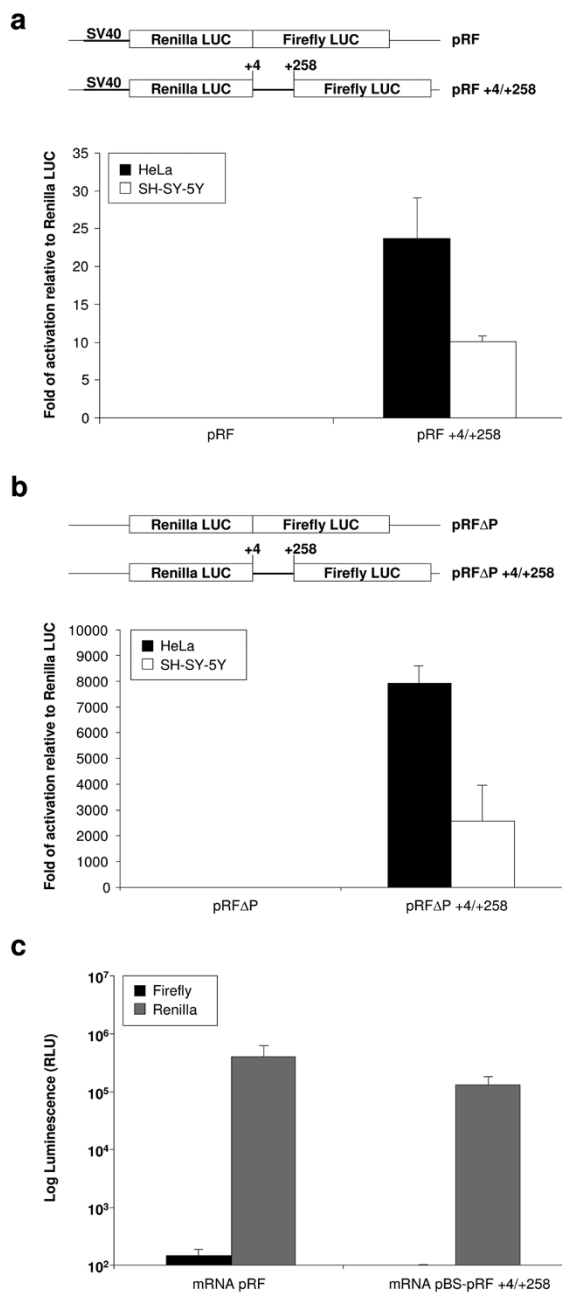 a
SV40 Renilla LUC Firefly LUC pRF
+4 +258
SV40 Renilla LUC Firefly LUC pRF +4/+258
Fold of activation relative to Renilla LUC
35
30
25
20
15
10
5
0
HeLa
SH-SY-5Y
pRF pRF +4/+258
b
Renilla LUC Firefly LUC pRFΔP
+4 +258
Renilla LUC Firefly LUC pRFΔP +4/+258
Fold of activation relative to Renilla LUC
10000
9000
8000
7000
6000
5000
4000
3000
2000
1000
0
HeLa
SH-SY-5Y
pRFΔP pRFΔP +4/+258
c
Log Luminescence (RLU)
10⁷
10⁶
10⁵
10⁴
10³
10²
Firefly
Renilla
mRNA pRF mRNA pBS-pRF +4/+258